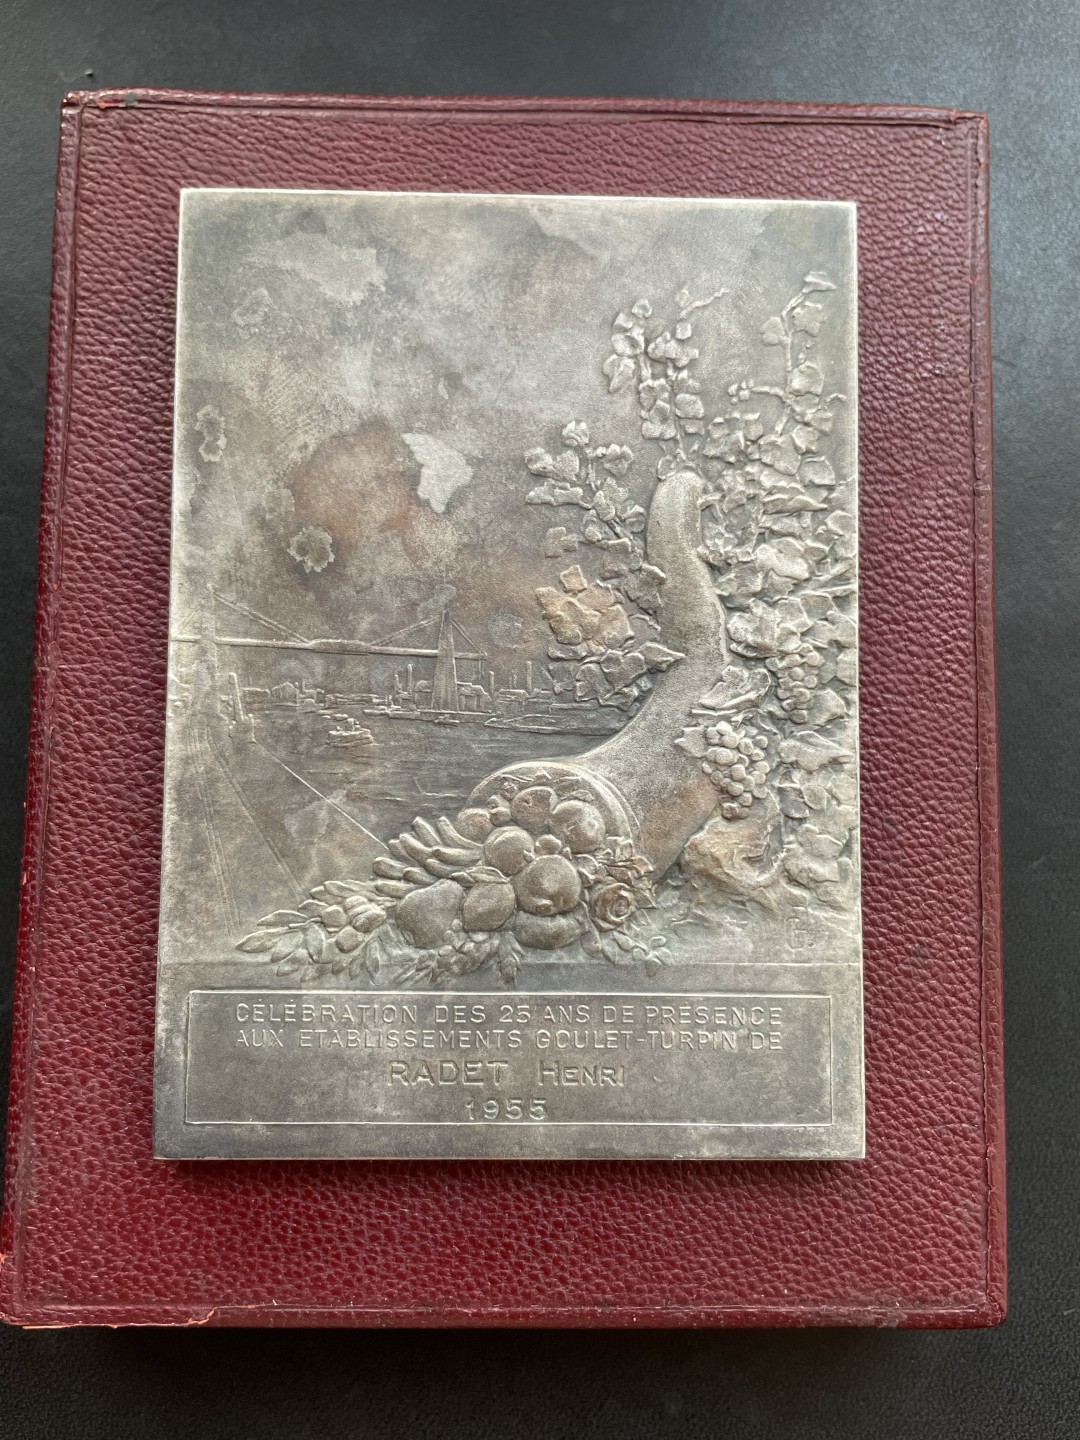 CÉLÉBRATION DES 25 ANS DE PRÉSENCE
AUX ETABLISSEMENTS GOULET-TURPIN DE
RADET HENRI
1955